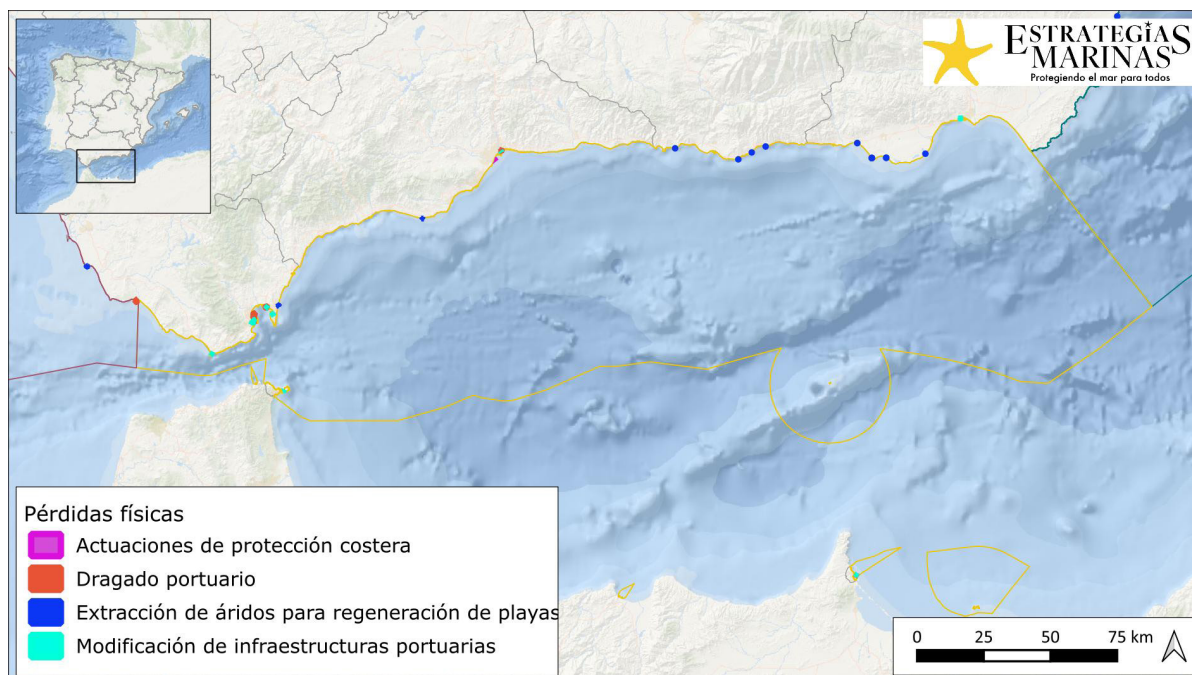 ESTRATEGIAS
MARINAS
Protegiendo el mar para todos
Pérdidas físicas
Actuaciones de protección costera
Dragado portuario
Extracción de áridos para regeneración de playas
Modificación de infraestructuras portuarias
0 25 50 75 km